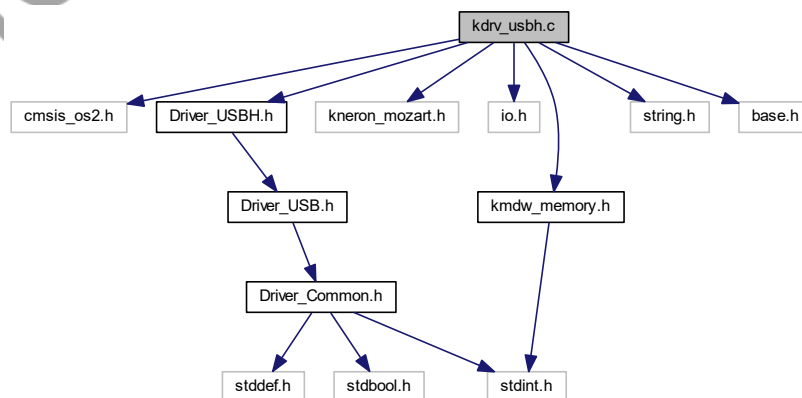 kdrv_usbh.c
cmsis_os2.h
Driver_USBH.h
kneron_mozart.h
io.h
string.h
base.h
Driver_USB.h
kmdw_memory.h
Driver_Common.h
stddef.h
stdbool.h
stdint.h